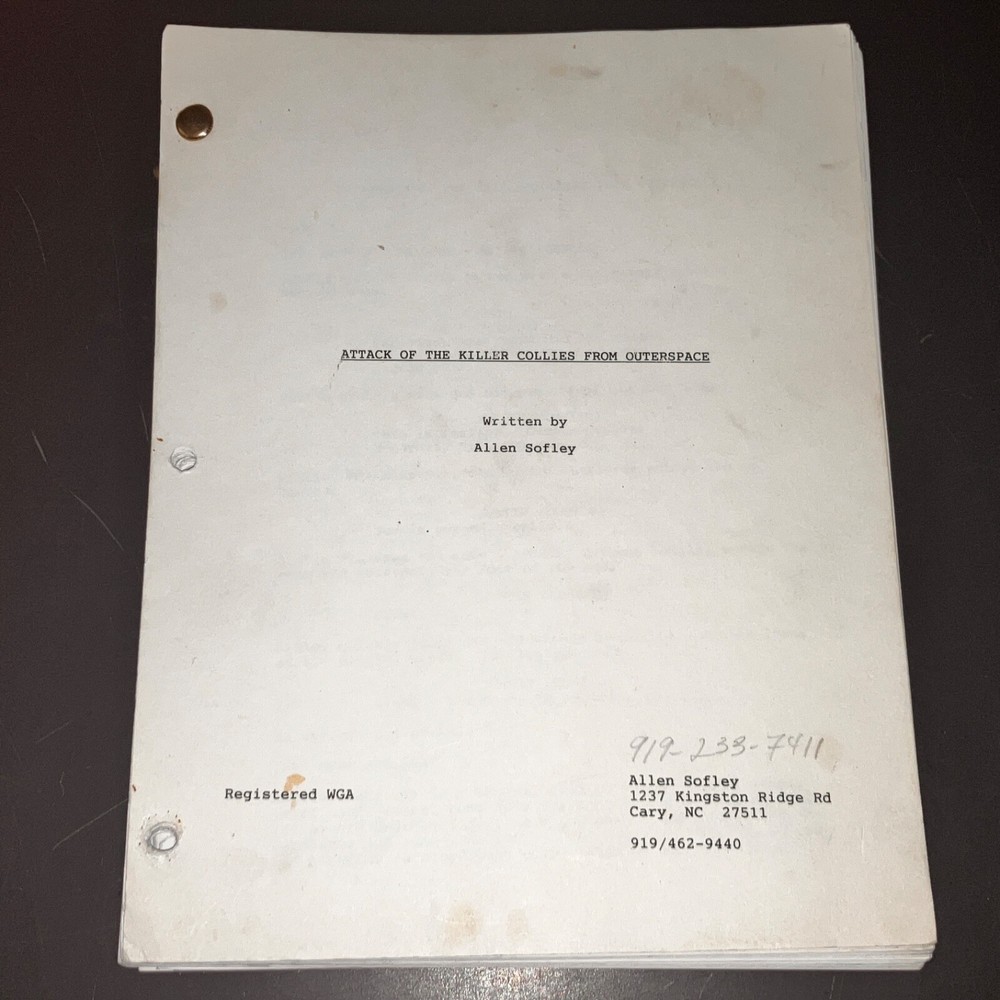 ATTACK OF THE KILLER COLLIES FROM OUTERSPACE
Written by
Allen Sofley
919-233-7411
Registered WGA
Allen Sofley
1237 Kingston Ridge Rd
Cary, NC 27511
919/462-9440